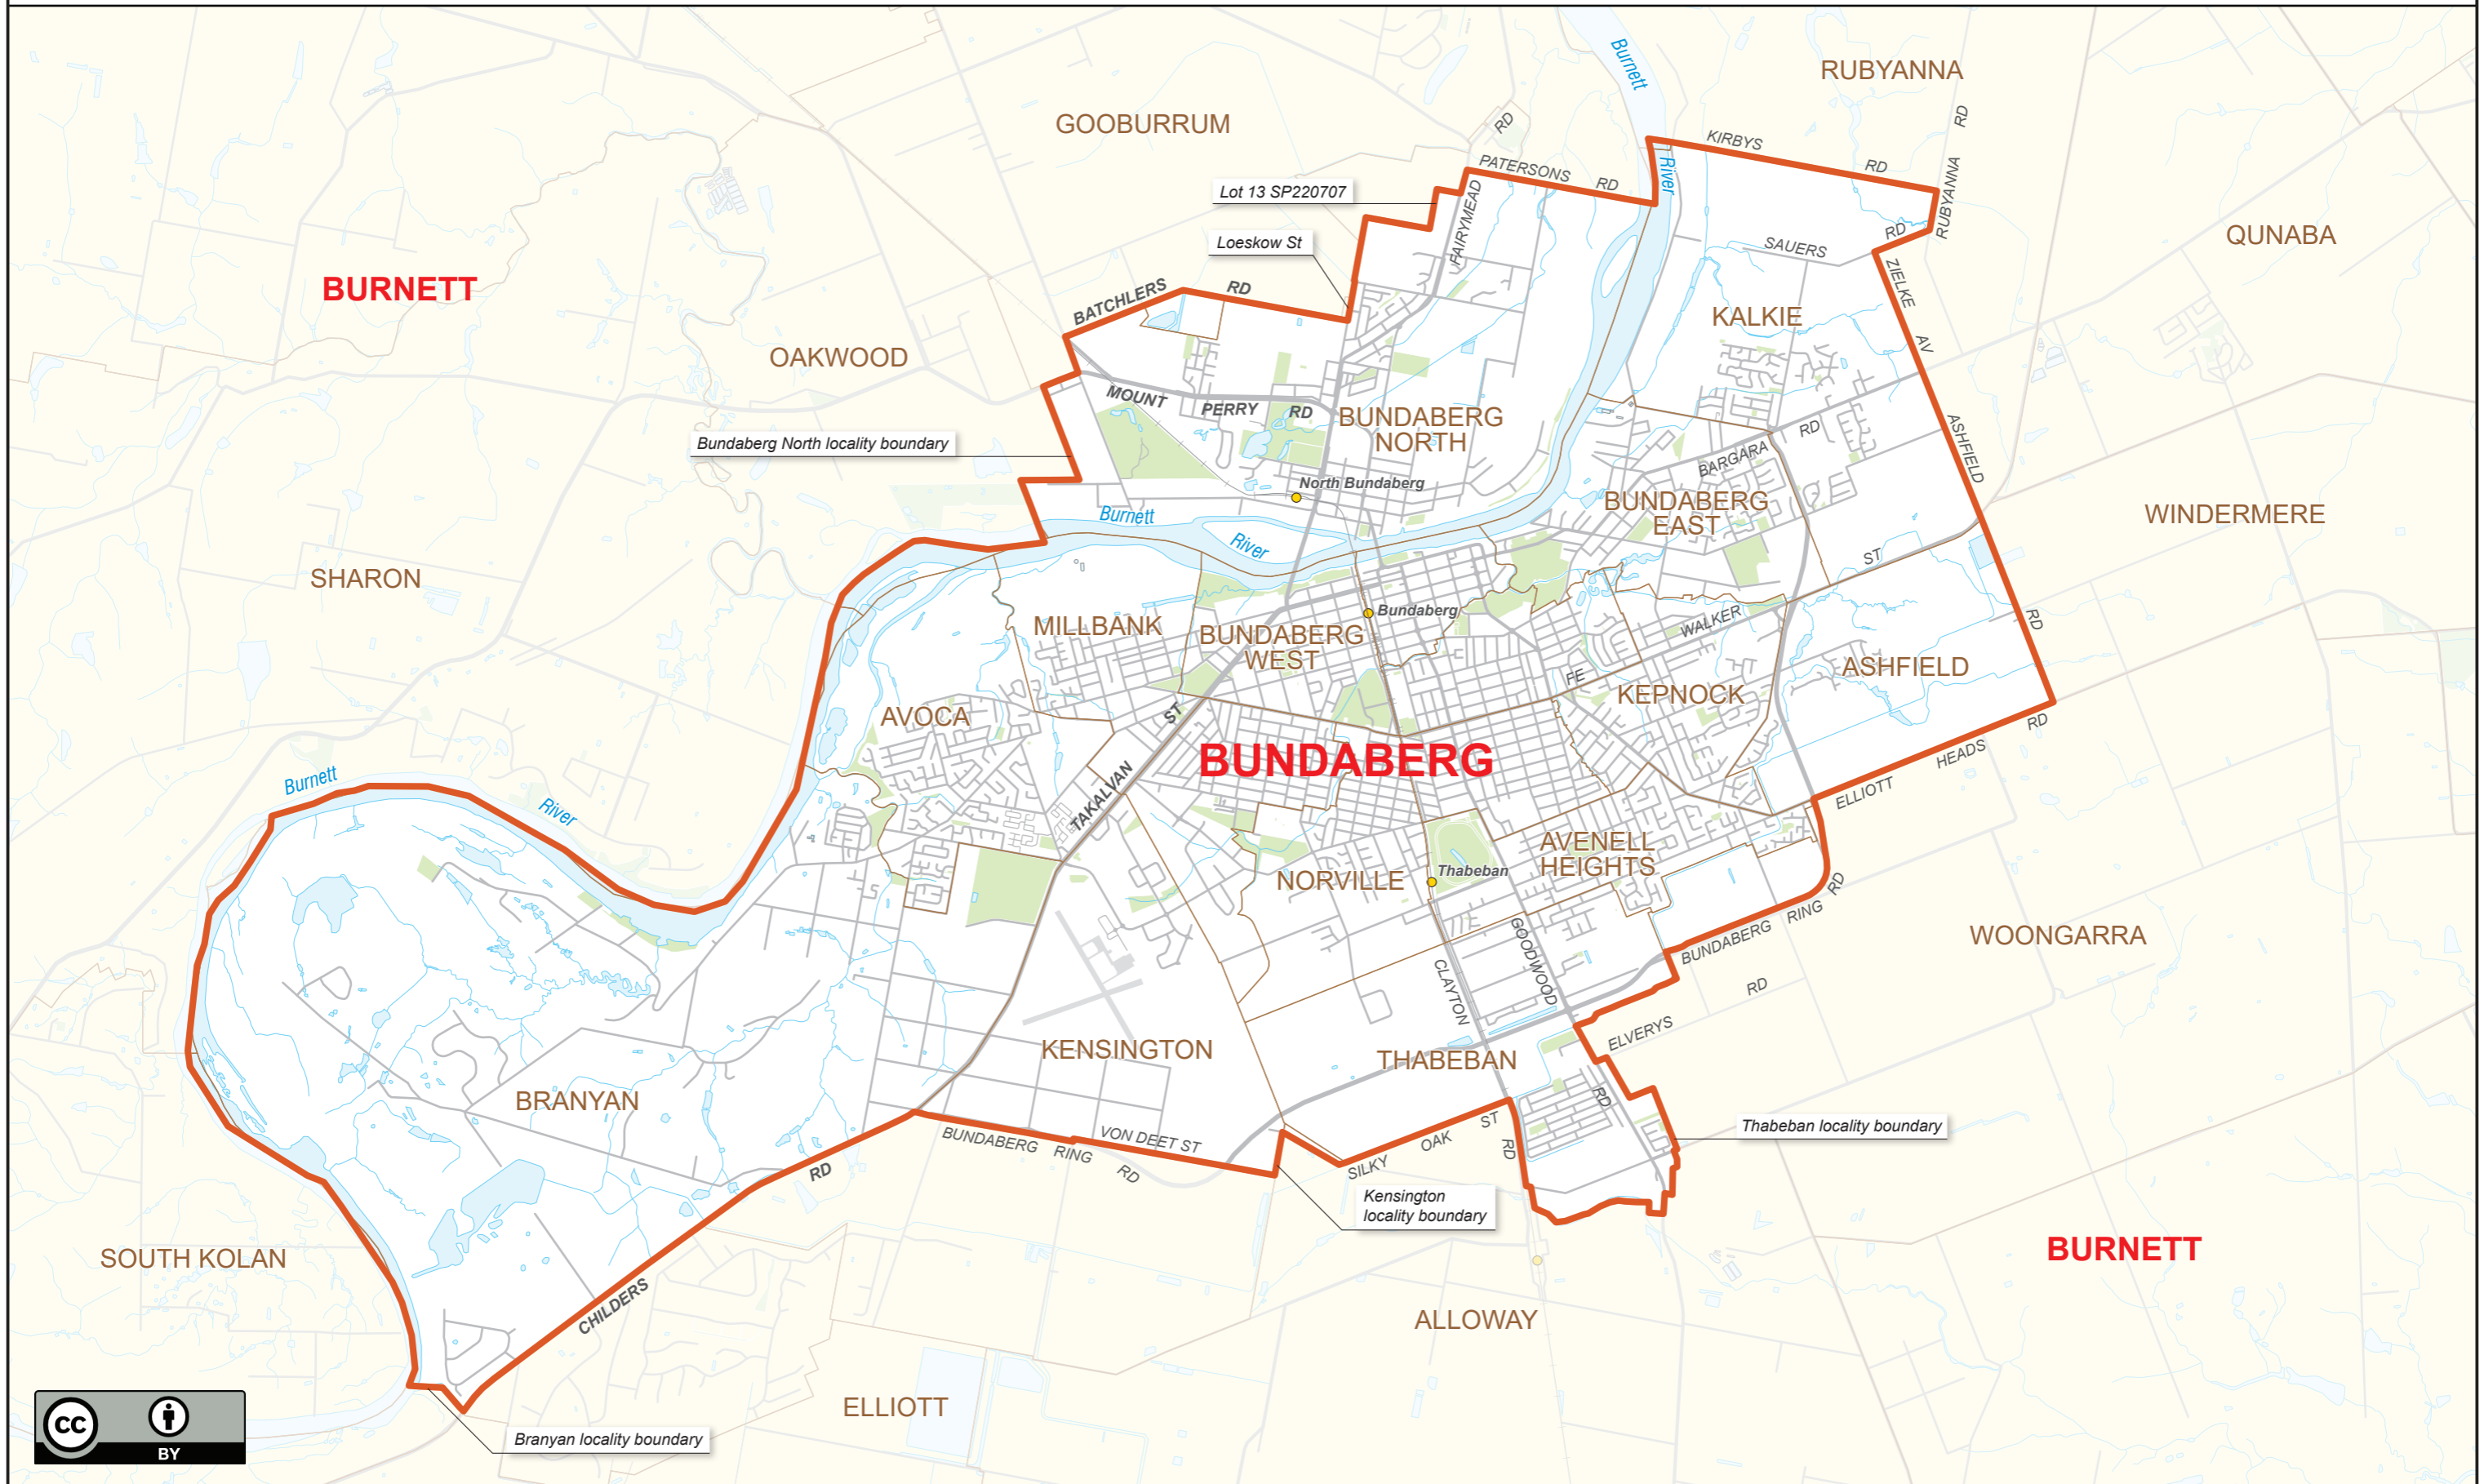 Burnett
RUBYANNA
GOOBURRUM
RD
RD
KIRBYS
RD
PATERSONS
RD
River
RUBYANNA
Lot 13 SP220707
FAIRYMEAD
RD
QUNABA
Loeskow St
SAUERS
BURNETT
BATCHLERS
RD
ZIELKE
KALKIE
AV
OAKWOOD
MOUNT
PERRY
RD
BUNDABERG
NORTH
RD
ASHFIELD
Bundaberg North locality boundary
BARGARA
North Bundaberg
BUNDABERG
EAST
WINDERMERE
Burnett
River
ST
SHARON
Bundaberg
MILLBANK
BUNDABERG
WEST
WALKER
RD
ASHFIELD
FE
KEPNOCK
AVOCA
ST
RD
BUNDABERG
HEADS
Burnett
River
TAKALVAN
ELLIOTT
AVENELL
HEIGHTS
NORVILLE
Thabeban
RD
RING
WOONGARRA
GOODWOOD
BUNDABERG
CLAYTON
RD
ELVERYS
KENSINGTON
THABEBAN
BRANYAN
RD
ST
Thabeban locality boundary
BUNDABERG
RING
RD
VON DEET ST
OAK
RD
SILKY
RD
Kensington
locality boundary
SOUTH KOLAN
BURNETT
CHILDERS
ALLOWAY
ELLIOTT
Branyan locality boundary
CC
BY